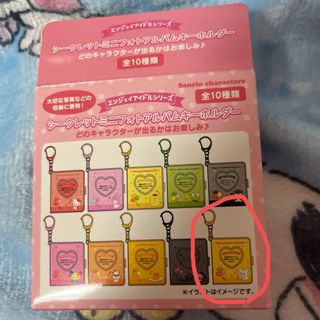 エンジョイアイドルシリーズ
シークレットミニフォトアルバムキーホルダー
どのキャラクターが出るかはお楽しみ♪
全10種類
大切な写真などの
収納に便利!
エンジョイアイドルシリーズ
Sanrio characters
全10種類
シークレットミニフォトアルバムキーホルダー
どのキャラクターが出るかはお楽しみ♪
※イラストはイメージです。